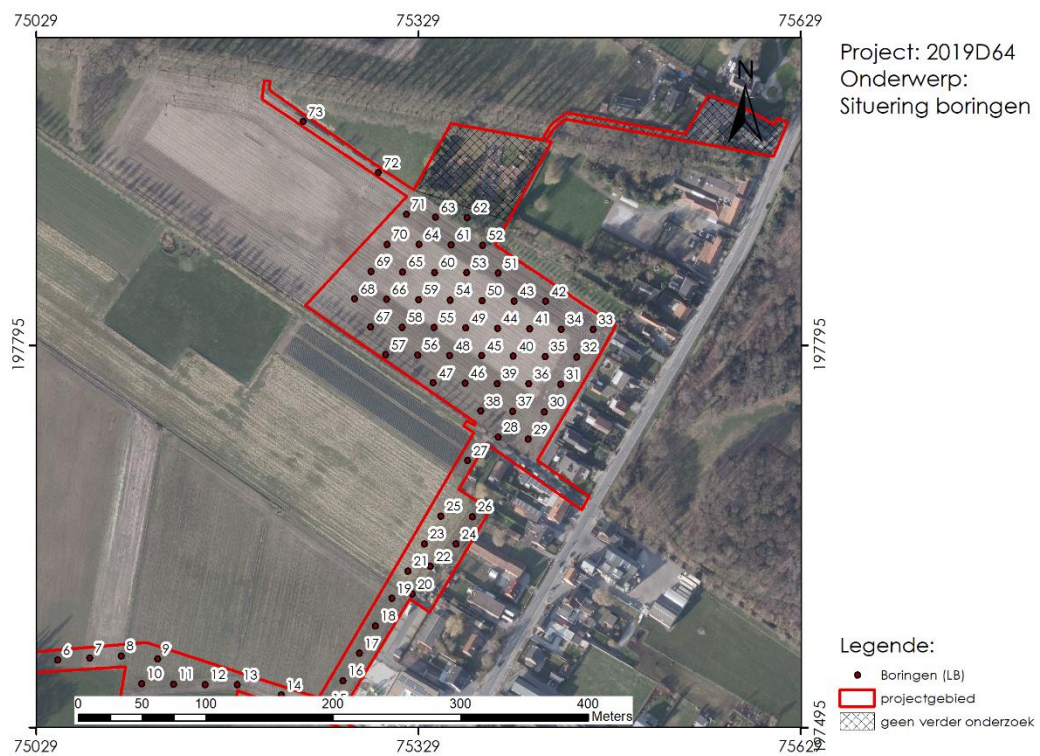 75029 75329 75629
Project: 2019D64
Onderwerp:
Situering boringen
N
73
72
71 63 62
70 64 61 52
69 65 60 53 51
68 66 59 54 50 43 42
67 58 55 49 44 41 34 33
197795 197795
57 56 48 45 40 35 32
47 46 39 36 31
38 37 30
28 29
27
25 26
23 24
21 22
19 20
18
17
6 7 8 9
16
10 11 12 13
14 15
Legende:
Boringen (LB)
projectgebied
geen verder onderzoek
0 50 100 200 300 400
Meters
197495
75029 75329 75629